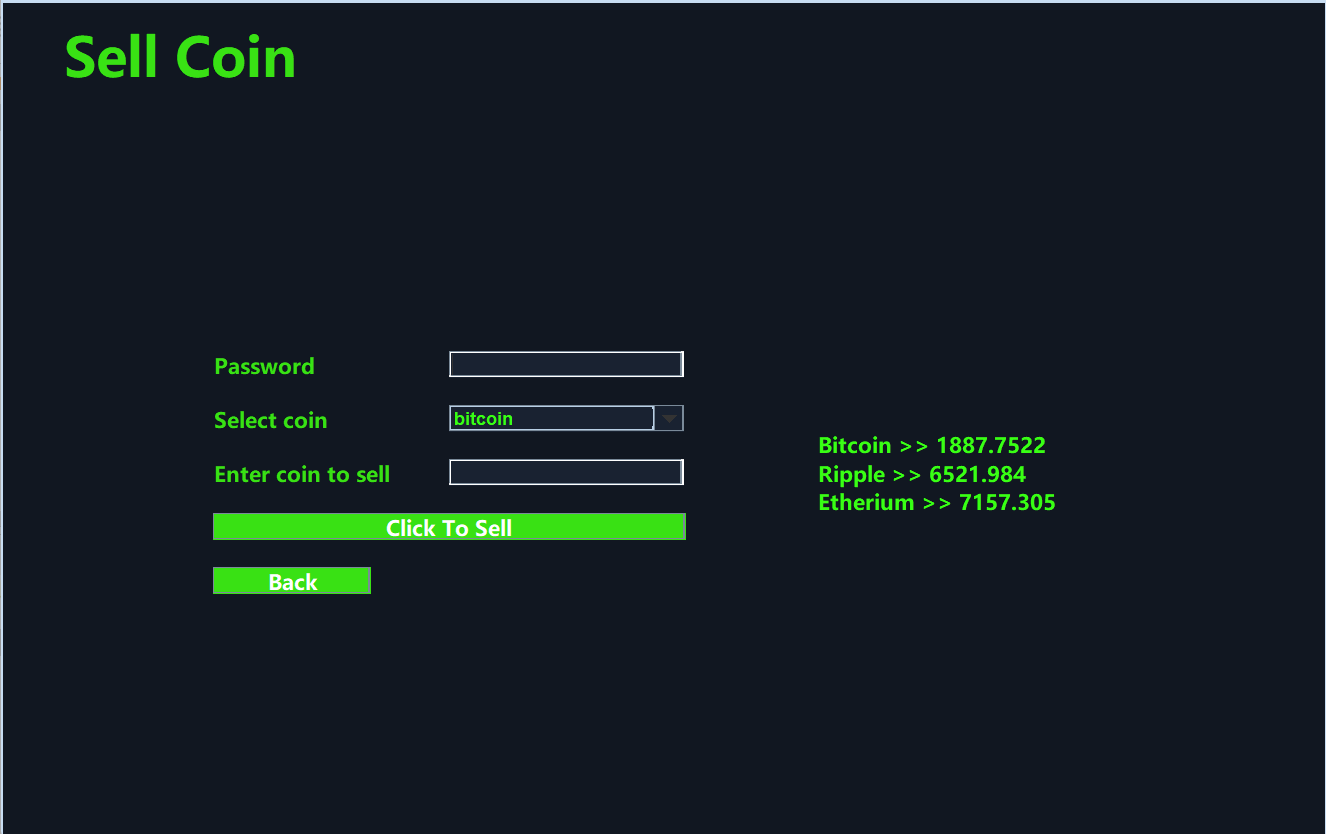 Sell Coin
Password
Select coin
bitcoin
Enter coin to sell
Click To Sell
Back
Bitcoin >> 1887.7522
Ripple >> 6521.984
Etherium >> 7157.305